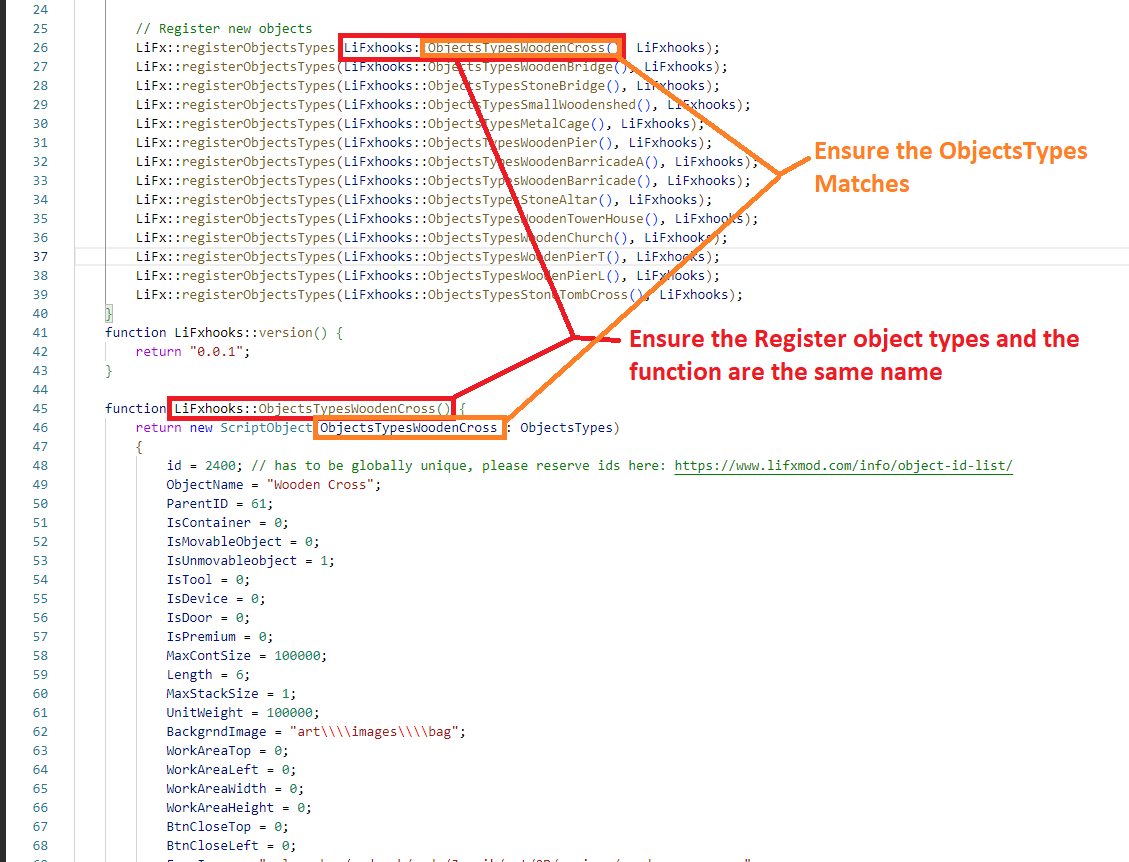 24
25 // Register new objects
26 LiFx::registerObjectsTypes(LiFxhooks::ObjectsTypesWoodenCross(), LiFxhooks);
27 LiFx::registerObjectsTypes(LiFxhooks::ObjectsTypesWoodenBridge(), LiFxhooks);
28 LiFx::registerObjectsTypes(LiFxhooks::ObjectsTypesStoneBridge(), LiFxhooks);
29 LiFx::registerObjectsTypes(LiFxhooks::ObjectsTypesSmallWoodenshed(), LiFxhooks);
30 LiFx::registerObjectsTypes(LiFxhooks::ObjectsTypesMetalCage(), LiFxhooks);
31 LiFx::registerObjectsTypes(LiFxhooks::ObjectsTypesWoodenPier(), LiFxhooks);
Ensure the ObjectsTypes
32 LiFx::registerObjectsTypes(LiFxhooks::ObjectsTypesWoodenBarricadeA(), LiFxhooks);
33 LiFx::registerObjectsTypes(LiFxhooks::ObjectsTypesWoodenBarricade(), LiFxhooks);
Matches
34 LiFx::registerObjectsTypes(LiFxhooks::ObjectsTypesStoneAltar(), LiFxhooks);
35 LiFx::registerObjectsTypes(LiFxhooks::ObjectsTypesWoodenTowerHouse(), LiFxhooks);
36 LiFx::registerObjectsTypes(LiFxhooks::ObjectsTypesWoodenChurch(), LiFxhooks);
37 LiFx::registerObjectsTypes(LiFxhooks::ObjectsTypesWoodenPierT(), LiFxhooks);
38 LiFx::registerObjectsTypes(LiFxhooks::ObjectsTypesWoodenPierL(), LiFxhooks);
39 LiFx::registerObjectsTypes(LiFxhooks::ObjectsTypesStoneTombCross(), LiFxhooks);
40 }
41 function LiFxhooks::version() {
Ensure the Register object types and the
42 return "0.0.1";
function are the same name
43 }
44
45 function LiFxhooks::ObjectsTypesWoodenCross() {
46 return new ScriptObject(ObjectsTypesWoodenCross : ObjectsTypes)
47 {
48 id = 2400; // has to be globally unique, please reserve ids here: https://www.lifxmod.com/info/object-id-list/
49 ObjectName = "Wooden Cross";
50 ParentID = 61;
51 IsContainer = 0;
52 IsMovableObject = 0;
53 IsUnmovableobject = 1;
54 IsTool = 0;
55 IsDevice = 0;
56 IsDoor = 0;
57 IsPremium = 0;
58 MaxContSize = 100000;
59 Length = 6;
60 MaxStackSize = 1;
61 UnitWeight = 100000;
62 BackgrndImage = "art\\\\images\\\\bag";
63 WorkAreaTop = 0;
64 WorkAreaLeft = 0;
65 WorkAreaWidth = 0;
66 WorkAreaHeight = 0;
67 BtnCloseTop = 0;
68 BtnCloseLeft = 0;